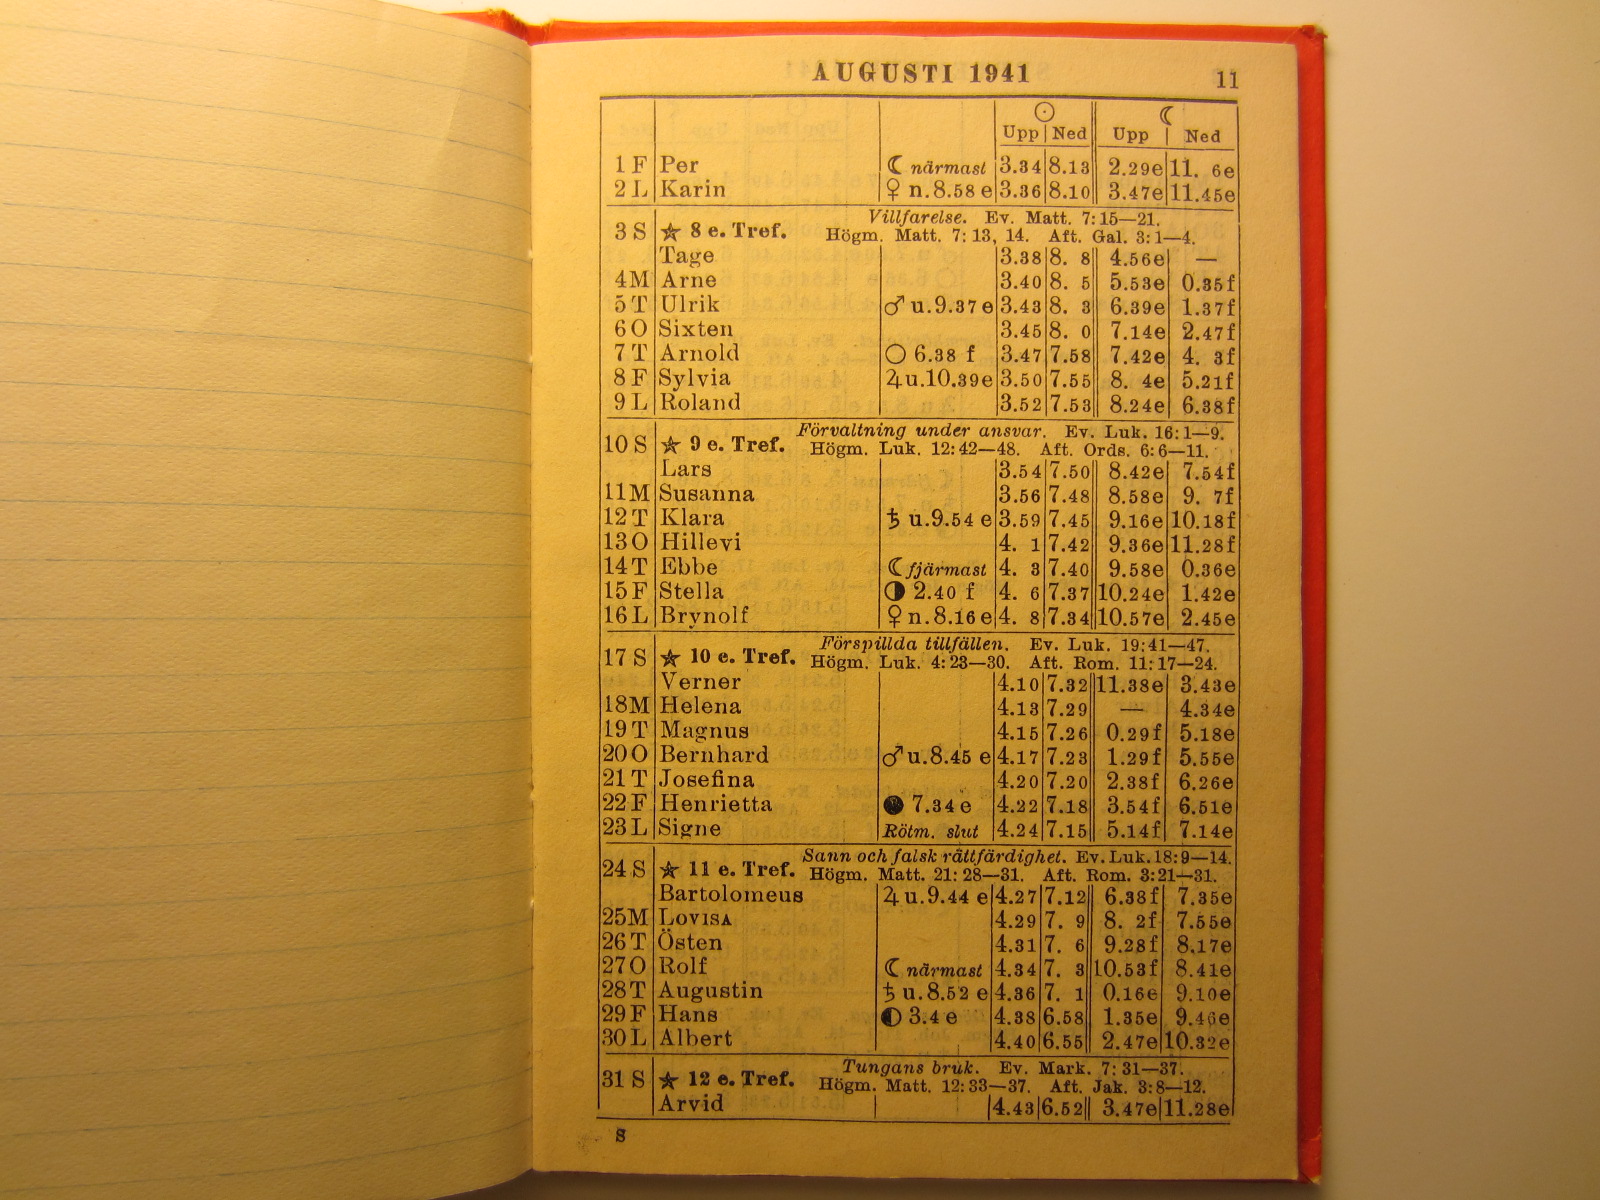 AUGUSTI 1941 11
☉ ☾
Upp Ned Upp Ned
1 F Per ☾ närmast 3.34 8.13 2.29e 11. 6e
2 L Karin ♀ n.8.58 e 3.36 8.10 3.47e 11.45e
Villfarelse. Ev. Matt. 7:15—21.
3 S ★ 8 e. Tref. Högm. Matt. 7:13, 14. Aft. Gal. 3:1—4.
Tage 3.38 8. 8 4.56e —
4 M Arne 3.40 8. 5 5.53e 0.35f
5 T Ulrik ♂ u.9.37 e 3.43 8. 3 6.39e 1.37f
6 O Sixten 3.45 8. 0 7.14e 2.47f
7 T Arnold ○ 6.38 f 3.47 7.58 7.42e 4. 3f
8 F Sylvia ♃ u.10.39e 3.50 7.55 8. 4e 5.21f
9 L Roland 3.52 7.53 8.24e 6.38f
Förvaltning under ansvar. Ev. Luk. 16:1—9.
10 S ★ 9 e. Tref. Högm. Luk. 12:42—48. Aft. Ords. 6:6—11.
Lars 3.54 7.50 8.42e 7.54f
11 M Susanna 3.56 7.48 8.58e 9. 7f
12 T Klara ♄ u.9.54 e 3.59 7.45 9.16e 10.18f
13 O Hillevi 4. 1 7.42 9.36e 11.28f
14 T Ebbe ☾ fjärmast 4. 3 7.40 9.58e 0.36e
15 F Stella ◑ 2.40 f 4. 6 7.37 10.24e 1.42e
16 L Brynolf ♀ n.8.16 e 4. 8 7.34 10.57e 2.45e
Förspillda tillfällen. Ev. Luk. 19:41—47.
17 S ★ 10 e. Tref. Högm. Luk. 4:23—30. Aft. Rom. 11:17—24.
Verner 4.10 7.32 11.38e 3.43e
18 M Helena 4.13 7.29 — 4.34e
19 T Magnus 4.15 7.26 0.29f 5.18e
20 O Bernhard ♂ u.8.45 e 4.17 7.23 1.29f 5.55e
21 T Josefina 4.20 7.20 2.38f 6.26e
22 F Henrietta ● 7.34 e 4.22 7.18 3.54f 6.51e
23 L Signe Rötm. slut 4.24 7.15 5.14f 7.14e
Sann och falsk rättfärdighet. Ev. Luk. 18:9—14.
24 S ★ 11 e. Tref. Högm. Matt. 21:28—31. Aft. Rom. 3:21—31.
Bartolomeus ♃ u.9.44 e 4.27 7.12 6.38f 7.35e
25 M LOVISA 4.29 7. 9 8. 2f 7.55e
26 T Östen 4.31 7. 6 9.28f 8.17e
27 O Rolf ☾ närmast 4.34 7. 3 10.53f 8.41e
28 T Augustin ♄ u.8.52 e 4.36 7. 1 0.16e 9.10e
29 F Hans ◐ 3.4 e 4.38 6.58 1.35e 9.46e
30 L Albert 4.40 6.55 2.47e 10.32e
Tungans bruk. Ev. Mark. 7:31—37.
31 S ★ 12 e. Tref. Högm. Matt. 12:33—37. Aft. Jak. 3:8—12.
Arvid 4.43 6.52 3.47e 11.28e
S